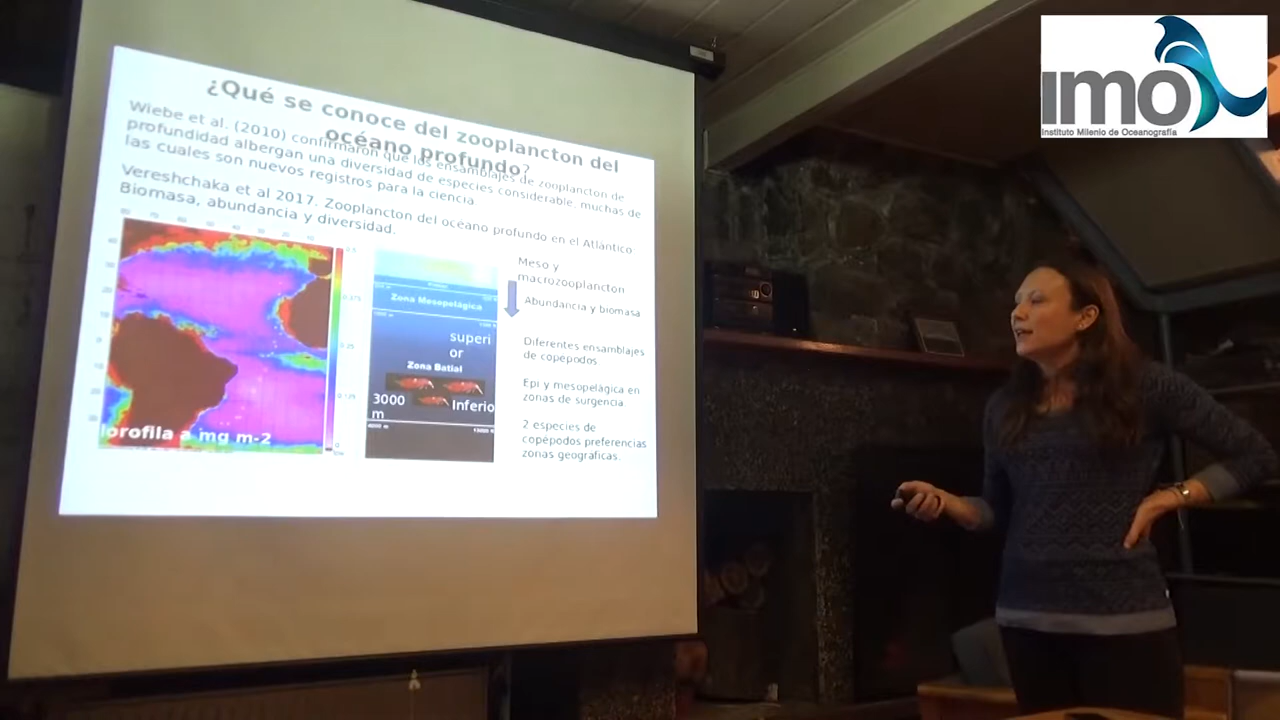 imo
Instituto Milenio de Oceanografía
¿Qué se conoce del zooplancton del
océano profundo?
Wiebe et al. (2010) confirmaron que los ensamblajes de zooplancton de
profundidad albergan una diversidad de especies considerable, muchas de
las cuales son nuevos registros para la ciencia
Vereshchaka et al 2017. Zooplancton del océano profundo en el Atlántico.
Biomasa, abundancia y diversidad.
lorofila a mg m-2
Zona Mesopelágica
superi
or
Zona Batial
3000
m
Inferio
Meso y
macrozooplancton
Abundancia y biomasa
Diferentes ensamblajes
de copépodos
Epi y mesopelágica en
zonas de surgencia
2 especies de
copépodos preferencias
zonas geográficas.